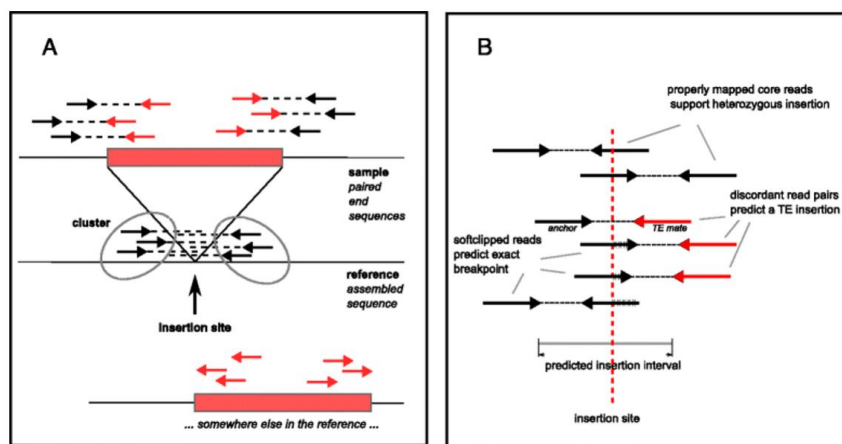 A
sample
paired
end
sequences
cluster
reference
assembled
sequence
insertion site
... somewhere else in the reference ...
B
properly mapped core reads
support heterozygous insertion
discordant read pairs
predict a TE insertion
anchor
TE mate
softclipped reads
predict exact
breakpoint
predicted insertion interval
insertion site